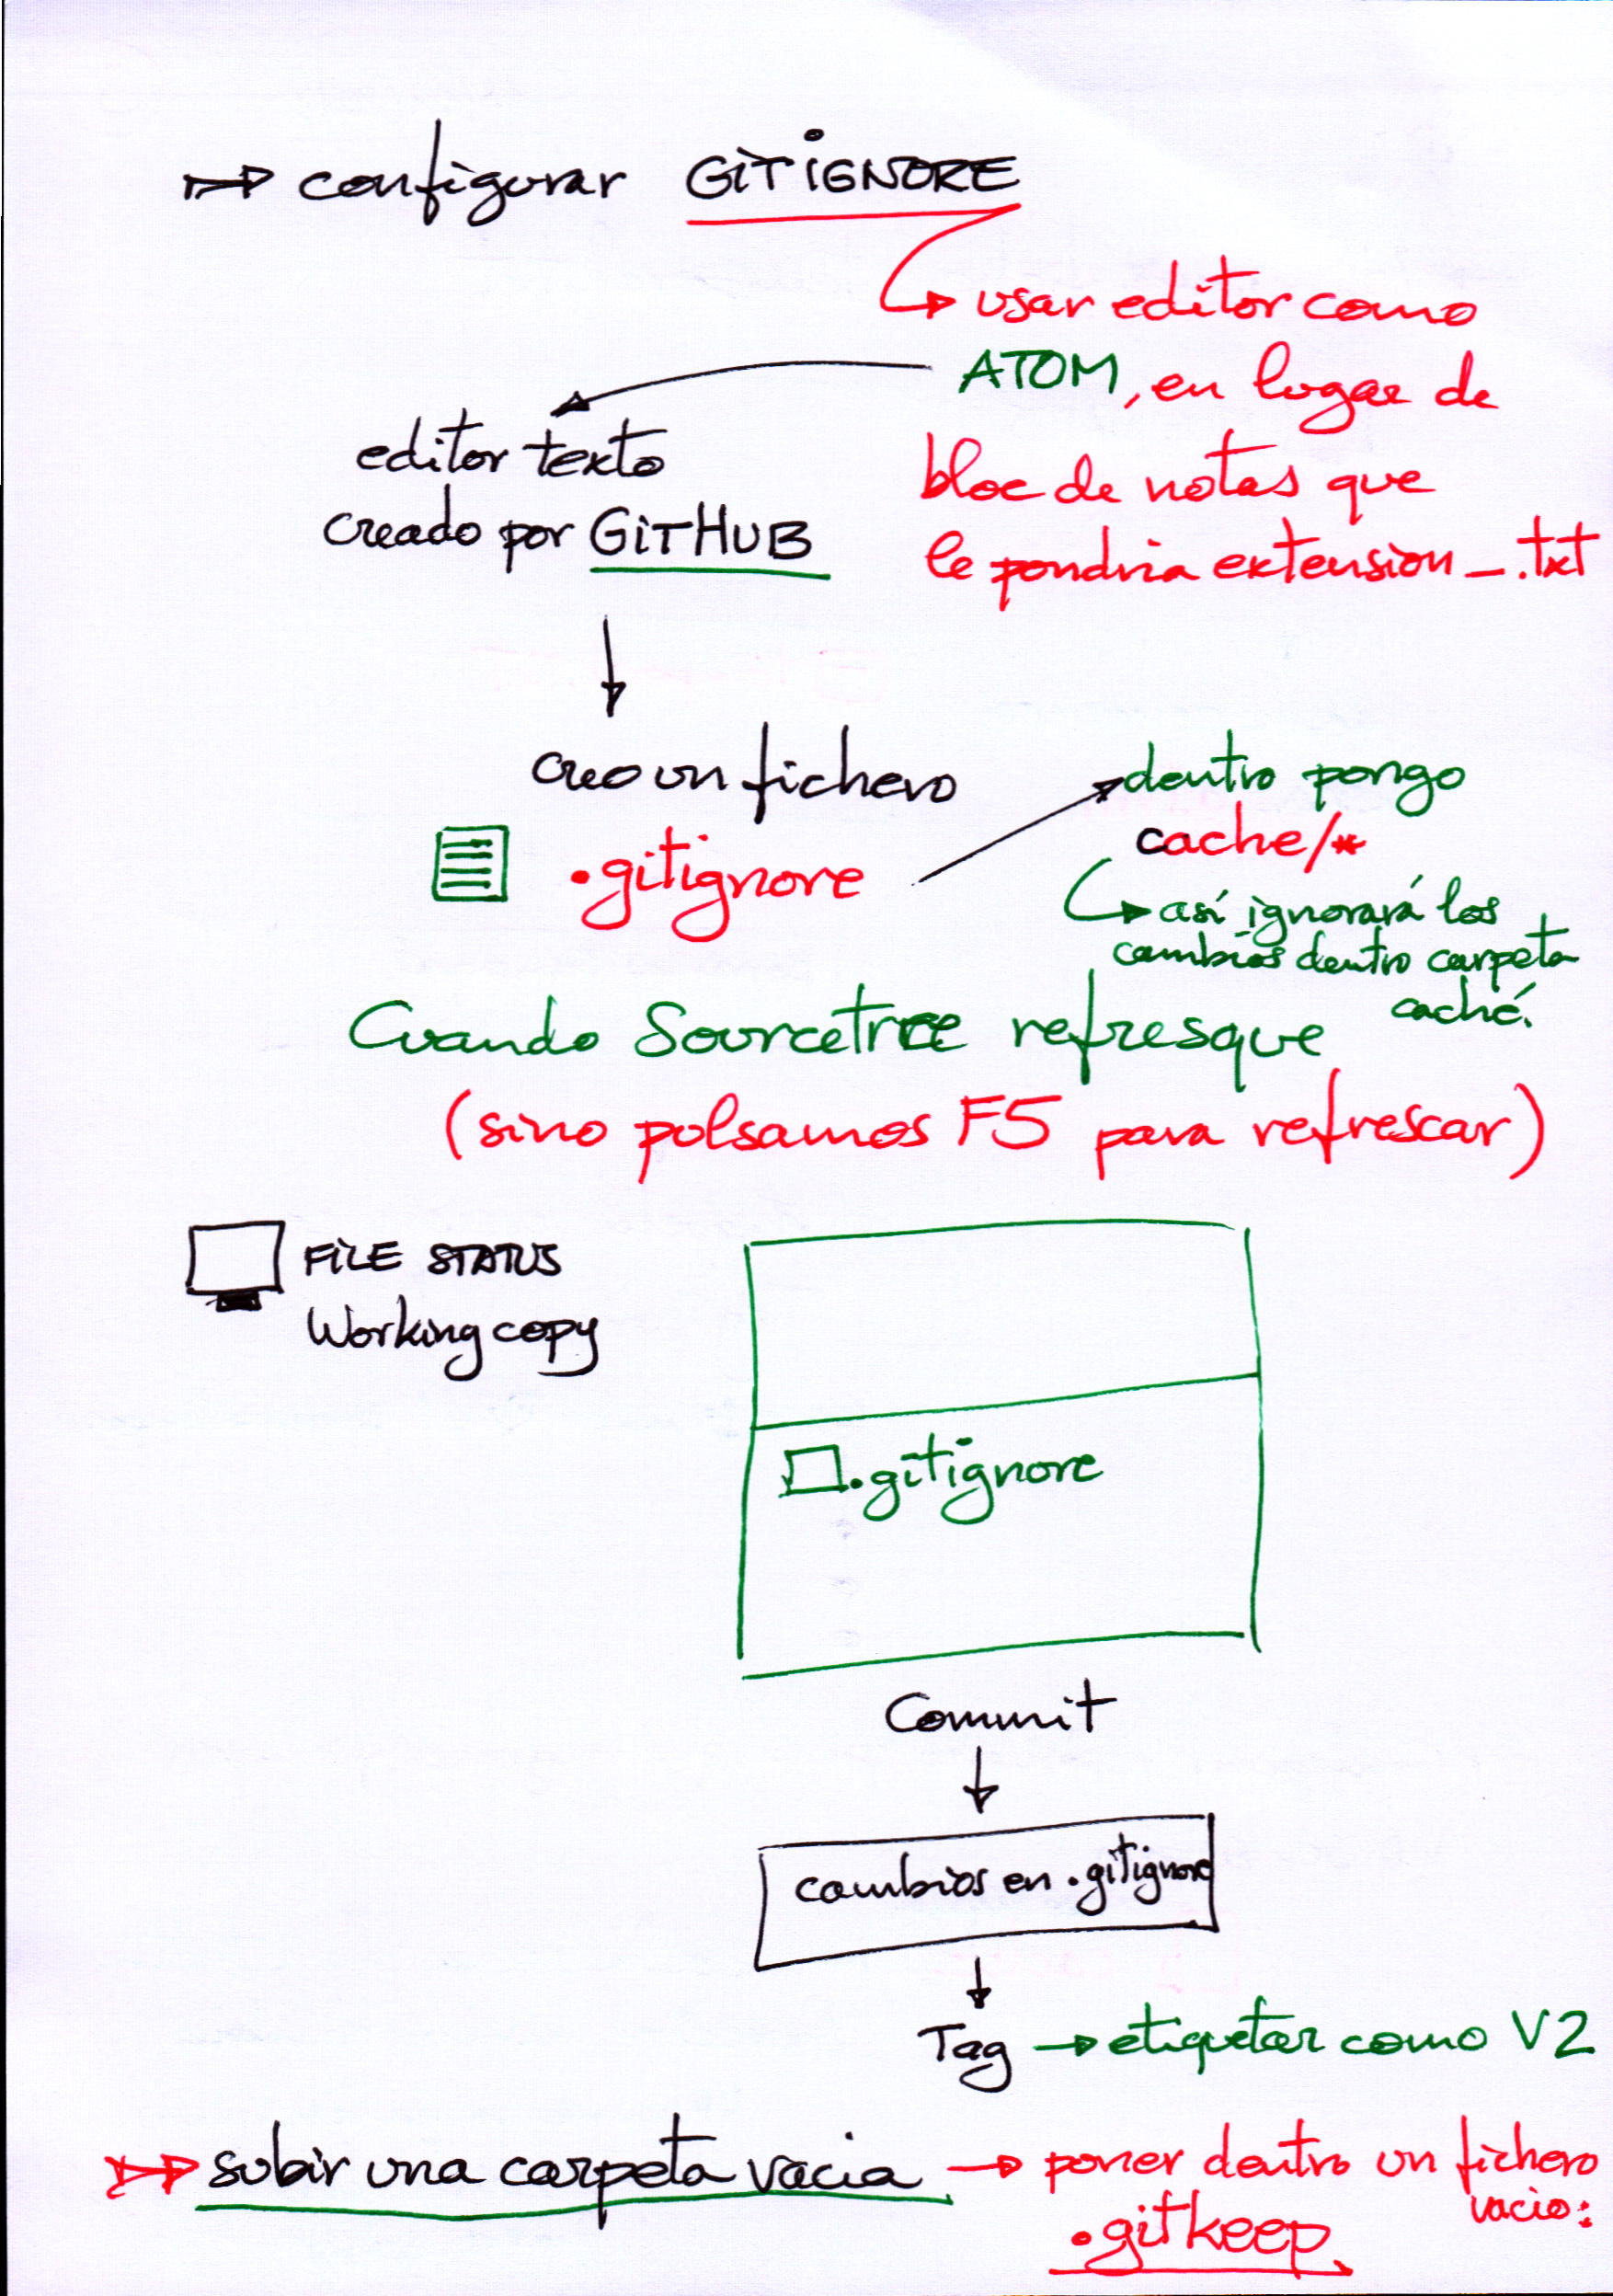 configurar GITIGNORE
usar editor como
ATOM, en lugar de
bloc de notas que
le pondria extension _.txt
editor texto
creado por GITHUB
creo un fichero
.gitignore
dentro pongo
cache/*
así ignorará los
cambios dentro carpeta
caché.
Cuando Sourcetree refresque
(sino pulsamos F5 para refrescar)
FILE STATUS
Working copy
.gitignore
Commit
cambios en .gitignore
Tag → etiquetar como V2
subir una carpeta vacia → poner dentro un fichero
vacio:
.gitkeep